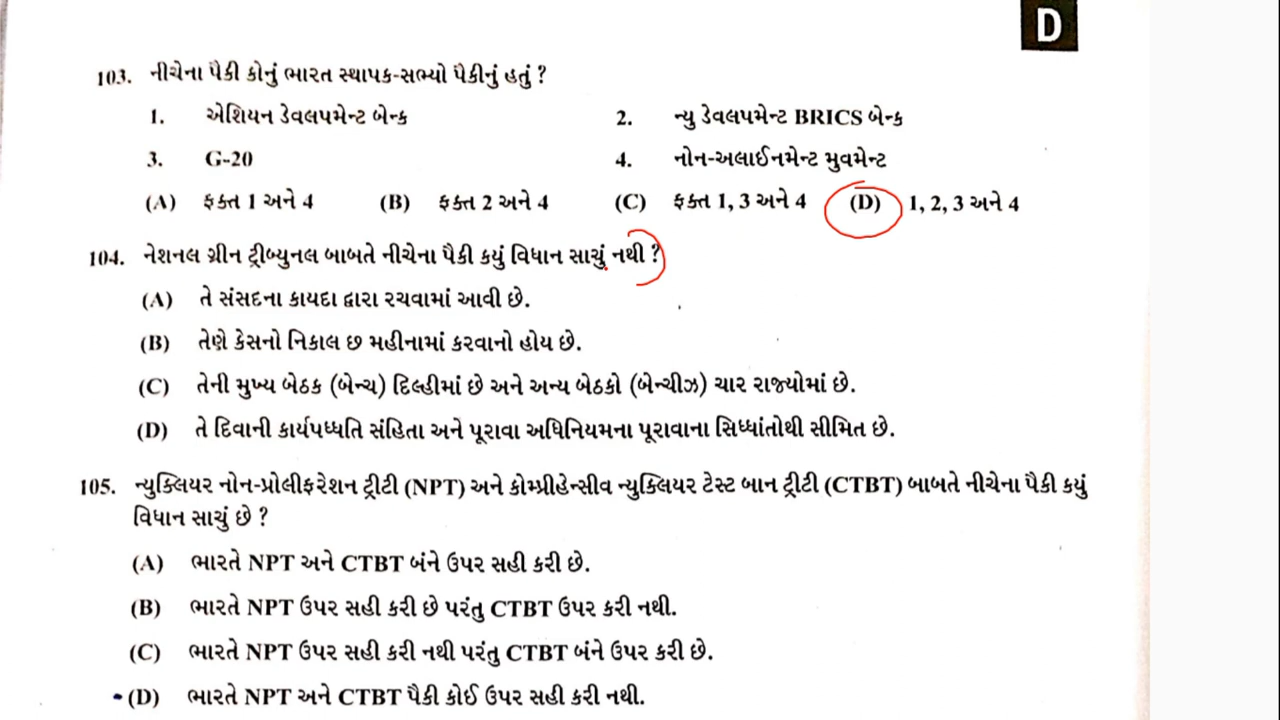 D
103. નીચેના પૈકી કોનું ભારત સ્થાપક-સભ્યો પૈકીનું હતું ?
1. એશિયન ડેવલપમેન્ટ બેન્ક 2. ન્યુ ડેવલપમેન્ટ BRICS બેન્ક
3. G-20 4. નોન-અલાઈનમેન્ટ મુવમેન્ટ
(A) ફક્ત 1 અને 4 (B) ફક્ત 2 અને 4 (C) ફક્ત 1, 3 અને 4 (D) 1, 2, 3 અને 4
104. નેશનલ ગ્રીન ટ્રીબ્યુનલ બાબતે નીચેના પૈકી કયું વિધાન સાચું નથી ?
(A) તે સંસદના કાયદા દ્વારા રચવામાં આવી છે.
(B) તેણે કેસનો નિકાલ છ મહીનામાં કરવાનો હોય છે.
(C) તેની મુખ્ય બેઠક (બેન્ચ) દિલ્હીમાં છે અને અન્ય બેઠકો (બેન્ચીઝ) ચાર રાજ્યોમાં છે.
(D) તે દિવાની કાર્યપધ્ધતિ સંહિતા અને પૂરાવા અધિનિયમના પૂરાવાના સિધ્ધાંતોથી સીમિત છે.
105. ન્યુક્લિયર નોન-પ્રોલીફરેશન ટ્રીટી (NPT) અને કોમ્પ્રીહેન્સીવ ન્યુક્લિયર ટેસ્ટ બાન ટ્રીટી (CTBT) બાબતે નીચેના પૈકી કયું
વિધાન સાચું છે ?
(A) ભારતે NPT અને CTBT બંને ઉપર સહી કરી છે.
(B) ભારતે NPT ઉપર સહી કરી છે પરંતુ CTBT ઉપર કરી નથી.
(C) ભારતે NPT ઉપર સહી કરી નથી પરંતુ CTBT બંને ઉપર કરી છે.
(D) ભારતે NPT અને CTBT પૈકી કોઈ ઉપર સહી કરી નથી.